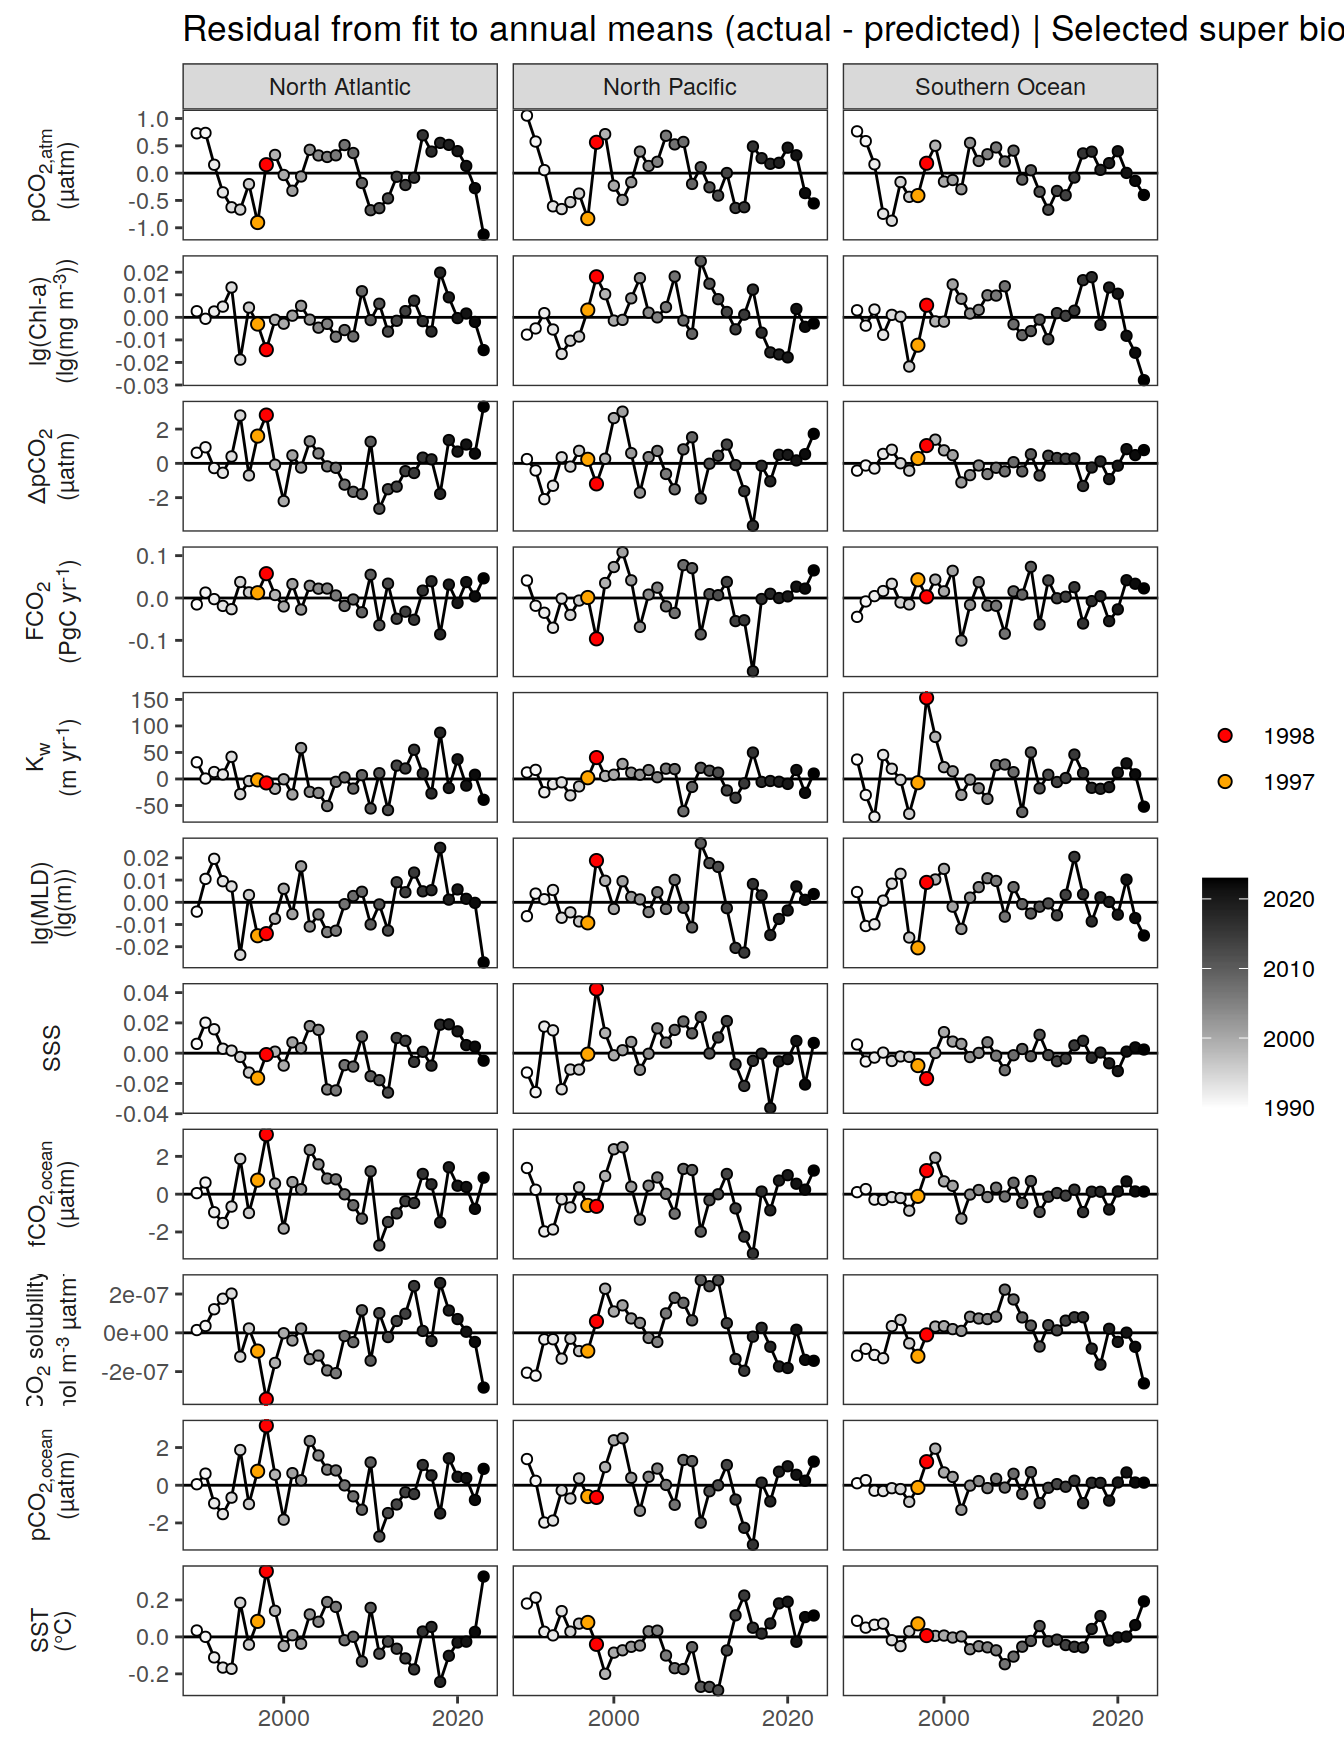 Residual from fit to annual means (actual - predicted) | Selected super bio
North Atlantic
North Pacific
Southern Ocean
pCO2,atm
(µatm)
1.0
0.5
0.0
-0.5
-1.0
lg(Chl-a)
(lg(mg m-3))
0.02
0.01
0.00
-0.01
-0.02
-0.03
ΔpCO2
(µatm)
2
0
-2
FCO2
(PgC yr-1)
0.1
0.0
-0.1
Kw
(m yr-1)
150
100
50
0
-50
lg(MLD)
(lg(m))
0.02
0.01
0.00
-0.01
-0.02
SSS
0.04
0.02
0.00
-0.02
-0.04
fCO2,ocean
(µatm)
2
0
-2
CO2 solubility
mol m-3 µatm-
2e-07
0e+00
-2e-07
pCO2,ocean
(µatm)
2
0
-2
SST
(°C)
0.2
0.0
-0.2
2000
2020
2000
2020
2000
2020
1998
1997
2020
2010
2000
1990